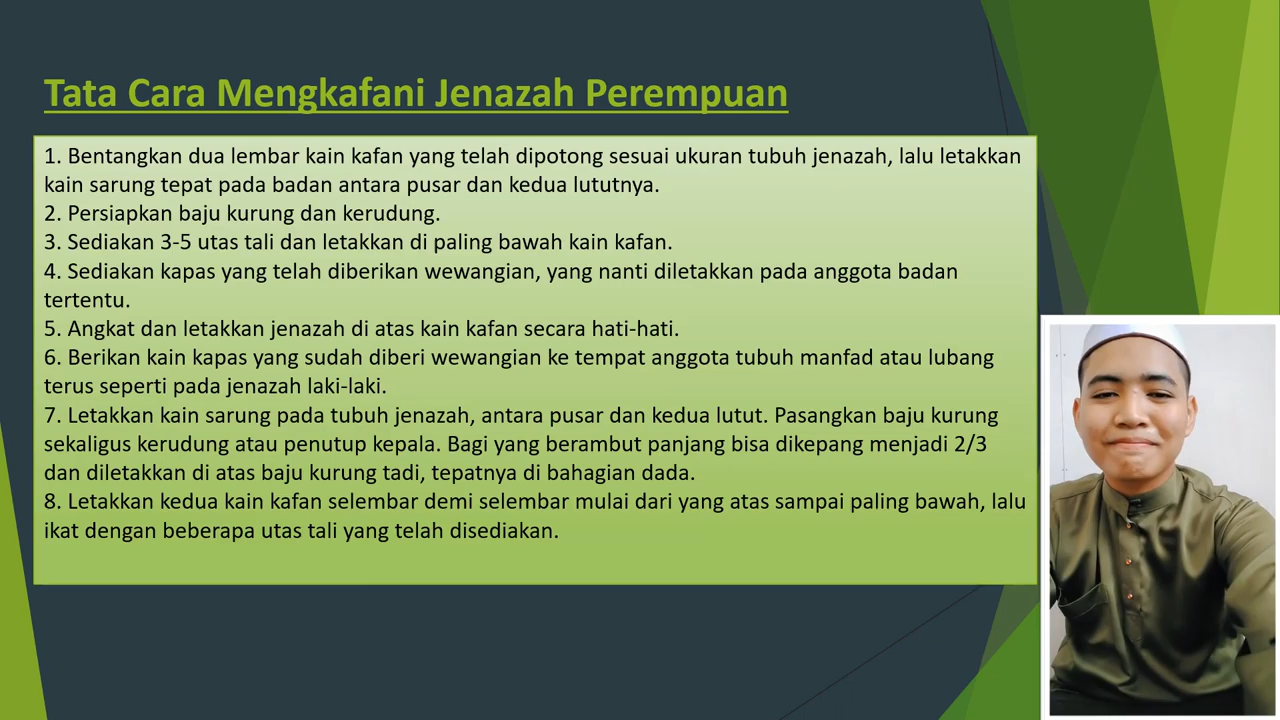 Tata Cara Mengkafani Jenazah Perempuan
1. Bentangkan dua lembar kain kafan yang telah dipotong sesuai ukuran tubuh jenazah, lalu letakkan
kain sarung tepat pada badan antara pusar dan kedua lututnya.
2. Persiapkan baju kurung dan kerudung.
3. Sediakan 3-5 utas tali dan letakkan di paling bawah kain kafan.
4. Sediakan kapas yang telah diberikan wewangian, yang nanti diletakkan pada anggota badan
tertentu.
5. Angkat dan letakkan jenazah di atas kain kafan secara hati-hati.
6. Berikan kain kapas yang sudah diberi wewangian ke tempat anggota tubuh manfad atau lubang
terus seperti pada jenazah laki-laki.
7. Letakkan kain sarung pada tubuh jenazah, antara pusar dan kedua lutut. Pasangkan baju kurung
sekaligus kerudung atau penutup kepala. Bagi yang berambut panjang bisa dikepang menjadi 2/3
dan diletakkan di atas baju kurung tadi, tepatnya di bahagian dada.
8. Letakkan kedua kain kafan selembar demi selembar mulai dari yang atas sampai paling bawah, lalu
ikat dengan beberapa utas tali yang telah disediakan.